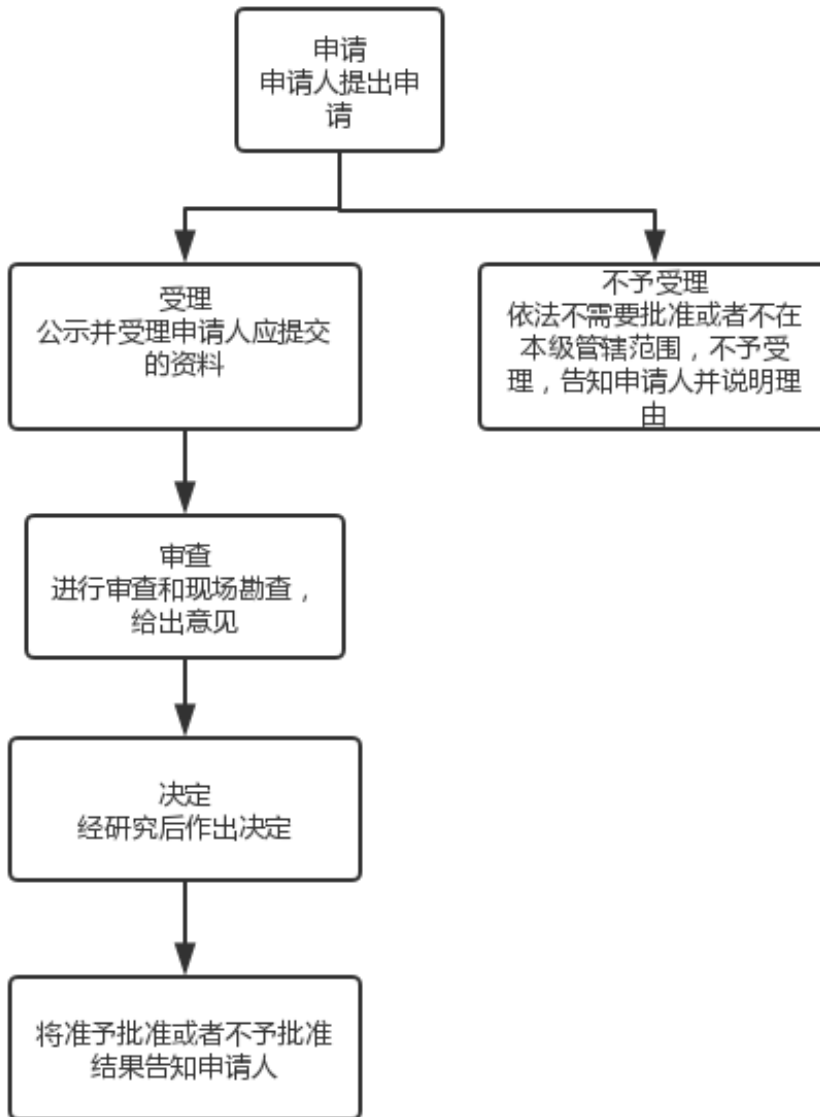 申请
申请人提出申
请
受理
公示并受理申请人应提交
的资料
不予受理
依法不需要批准或者不在
本级管辖范围，不予受
理，告知申请人并说明理
由
审查
进行审查和现场勘查，
给出意见
决定
经研究后作出决定
将准予批准或者不予批准
结果告知申请人